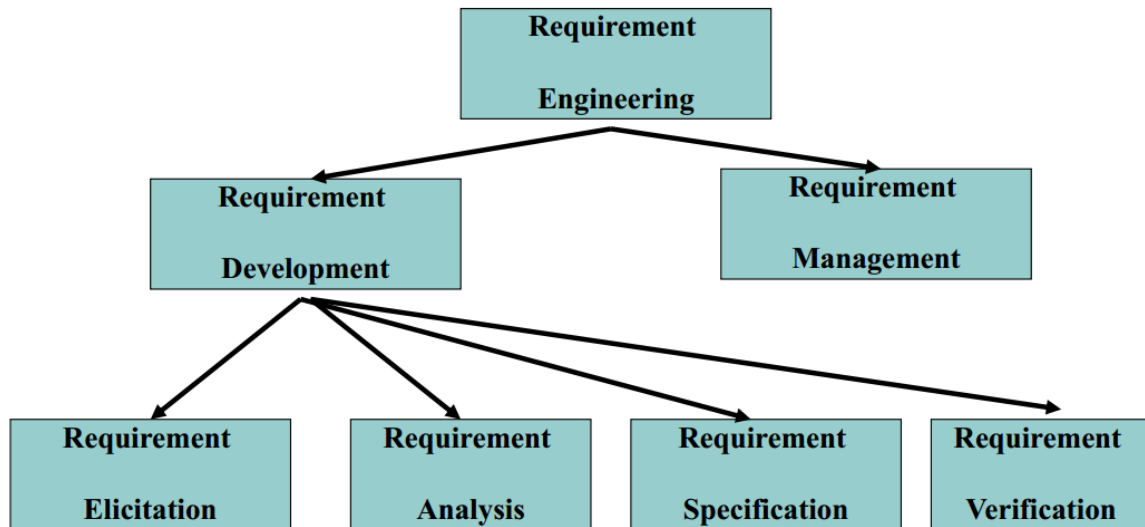 Requirement
Engineering
Requirement
Development
Requirement
Management
Requirement
Elicitation
Requirement
Analysis
Requirement
Specification
Requirement
Verification